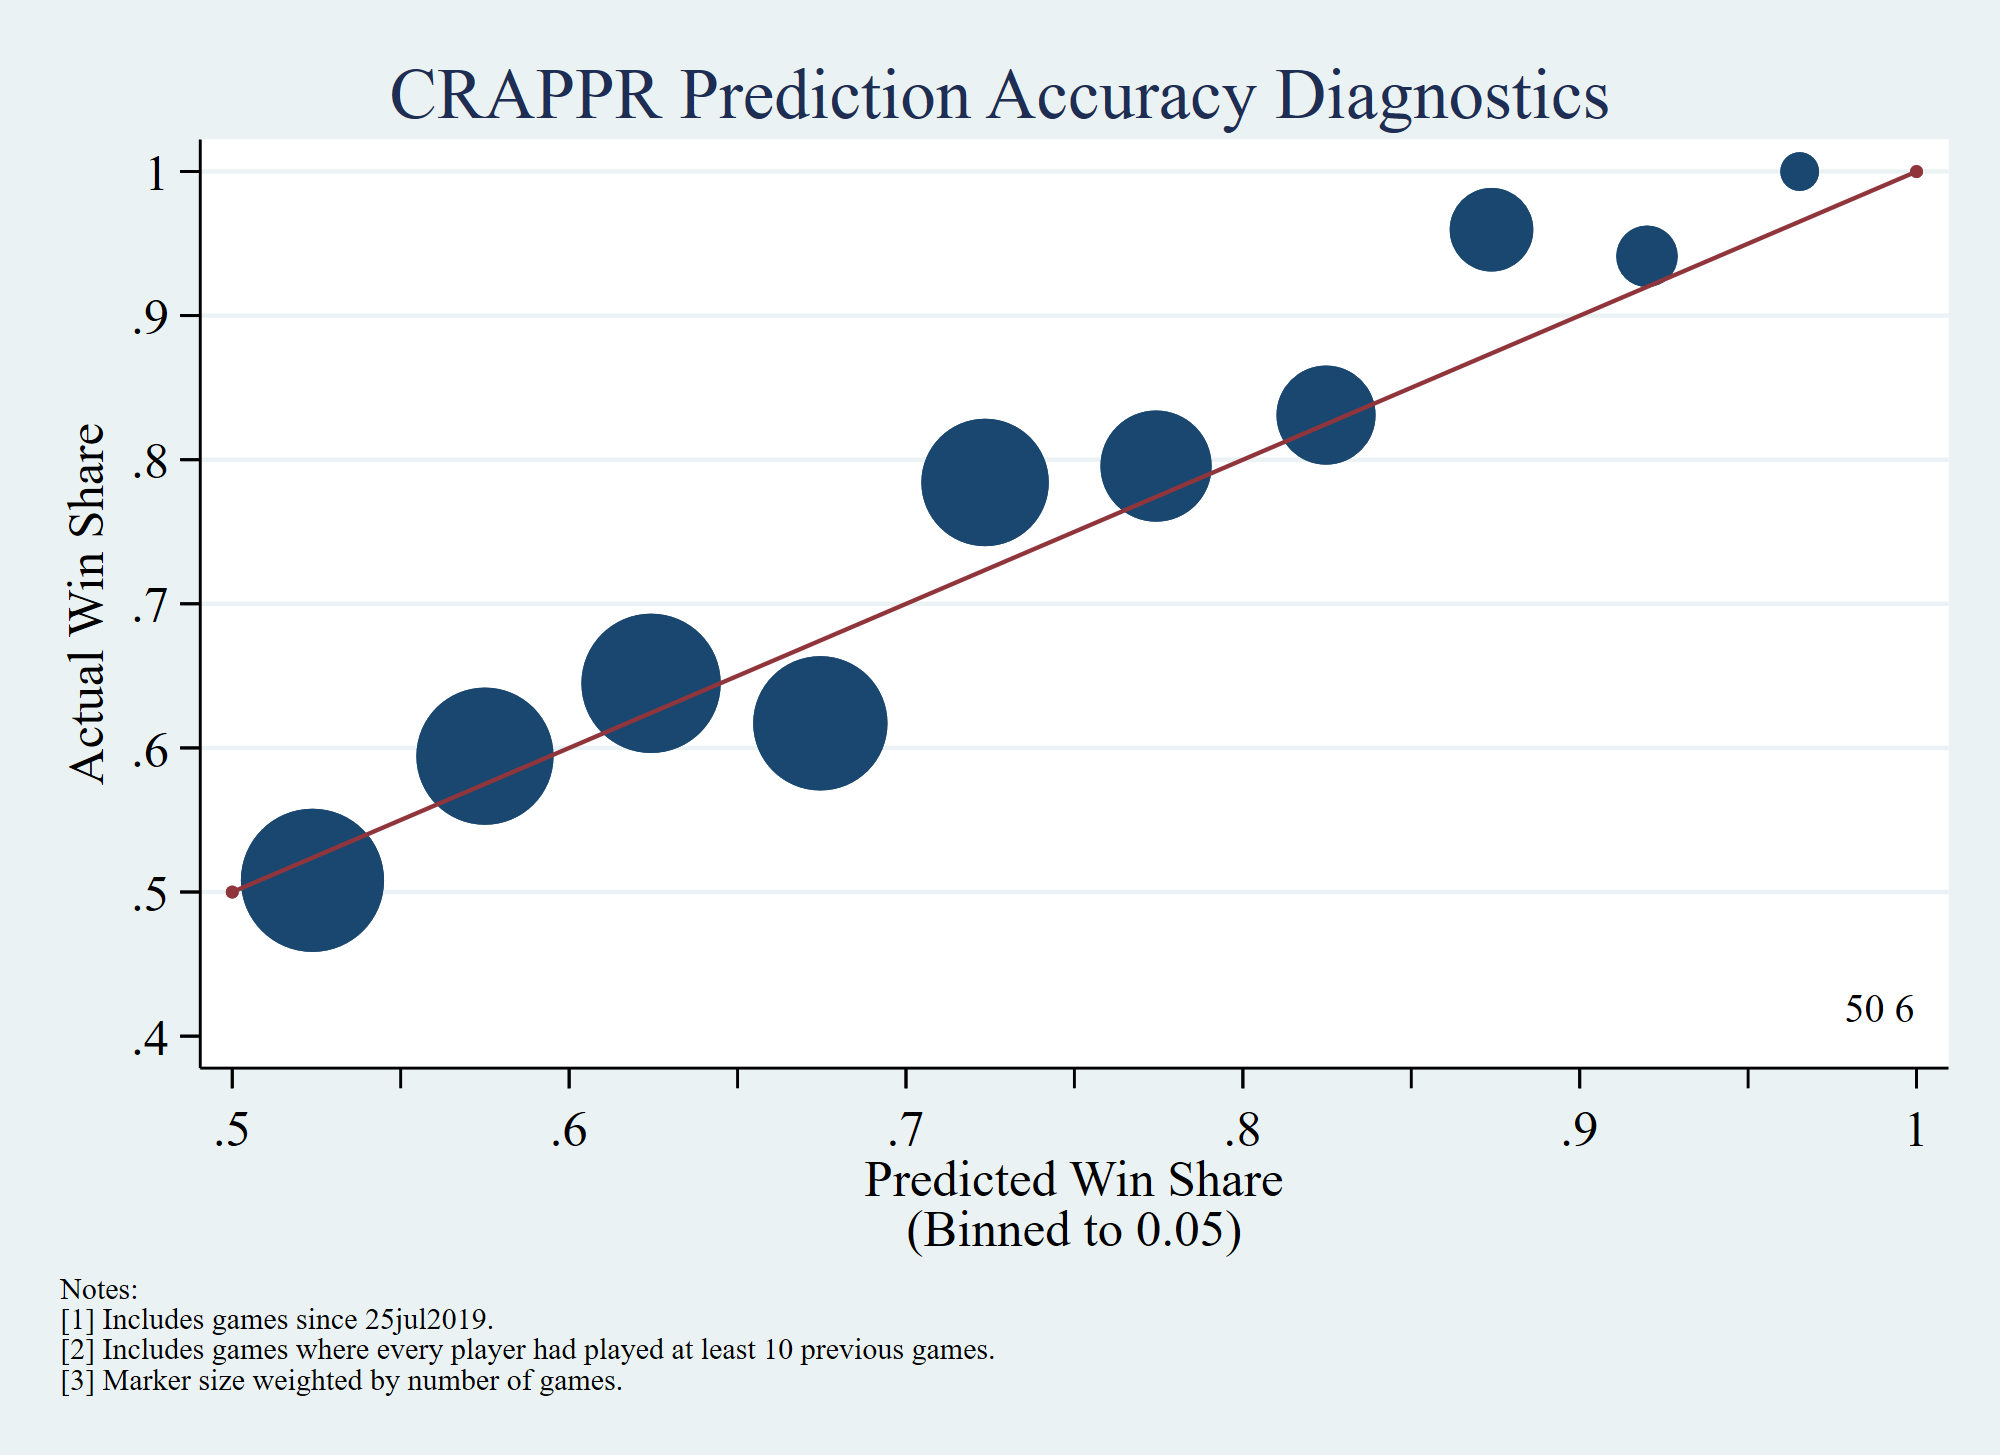 CRAPPR Prediction Accuracy Diagnostics
1
.9
.8
.7
.6
.5
.4
Actual Win Share
50 6
.5 .6 .7 .8 .9 1
Predicted Win Share
(Binned to 0.05)
Notes:
[1] Includes games since 25jul2019.
[2] Includes games where every player had played at least 10 previous games.
[3] Marker size weighted by number of games.